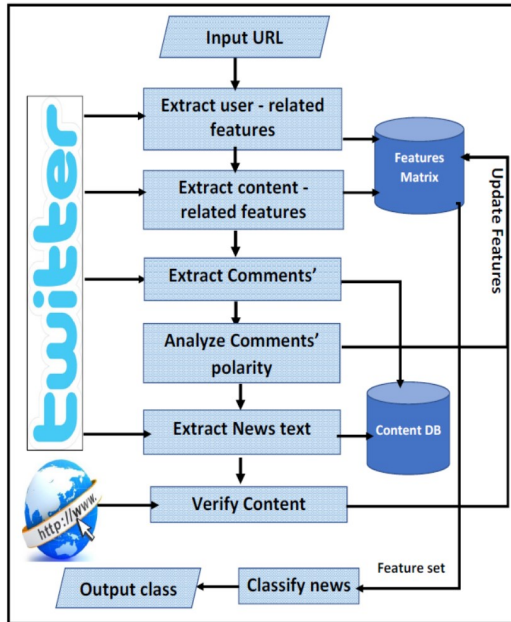 Input URL
Extract user - related
features
twitter
Features
Matrix
Extract content -
related features
Update Features
Extract Comments’
Analyze Comments’
polarity
Extract News text
Content DB
Verify Content
http://www.
Feature set
Output class
Classify news